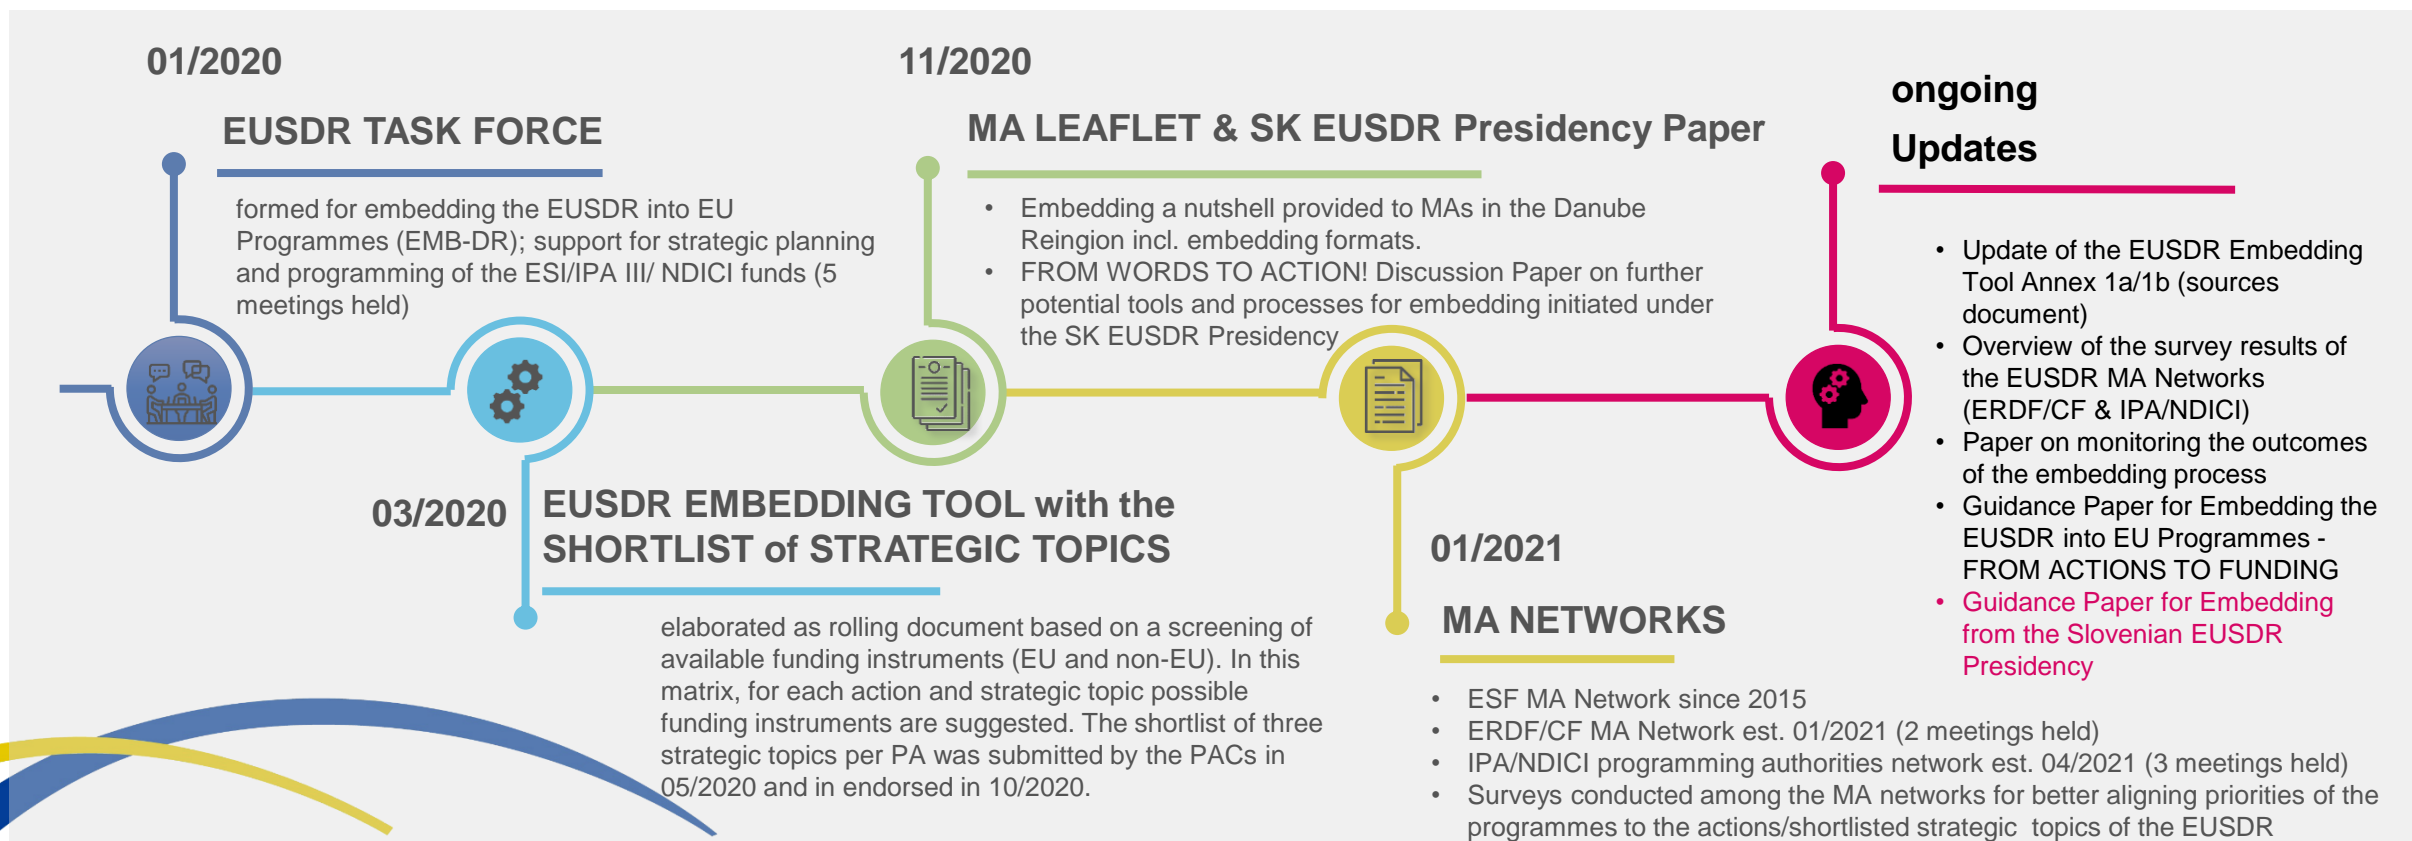 01/2020
EUSDR TASK FORCE
formed for embedding the EUSDR into EU
Programmes (EMB-DR); support for strategic planning
and programming of the ESI/IPA III/ NDICI funds (5
meetings held)
03/2020
EUSDR EMBEDDING TOOL with the
SHORTLIST of STRATEGIC TOPICS
elaborated as rolling document based on a screening of
available funding instruments (EU and non-EU). In this
matrix, for each action and strategic topic possible
funding instruments are suggested. The shortlist of three
strategic topics per PA was submitted by the PACs in
05/2020 and in endorsed in 10/2020.
11/2020
MA LEAFLET & SK EUSDR Presidency Paper
• Embedding a nutshell provided to MAs in the Danube
Reingion incl. embedding formats.
• FROM WORDS TO ACTION! Discussion Paper on further
potential tools and processes for embedding initiated under
the SK EUSDR Presidency
01/2021
MA NETWORKS
• ESF MA Network since 2015
• ERDF/CF MA Network est. 01/2021 (2 meetings held)
• IPA/NDICI programming authorities network est. 04/2021 (3 meetings held)
• Surveys conducted among the MA networks for better aligning priorities of the
programmes to the actions/shortlisted strategic topics of the EUSDR
ongoing
Updates
• Update of the EUSDR Embedding
Tool Annex 1a/1b (sources
document)
• Overview of the survey results of
the EUSDR MA Networks
(ERDF/CF & IPA/NDICI)
• Paper on monitoring the outcomes
of the embedding process
• Guidance Paper for Embedding the
EUSDR into EU Programmes -
FROM ACTIONS TO FUNDING
• Guidance Paper for Embedding
from the Slovenian EUSDR
Presidency